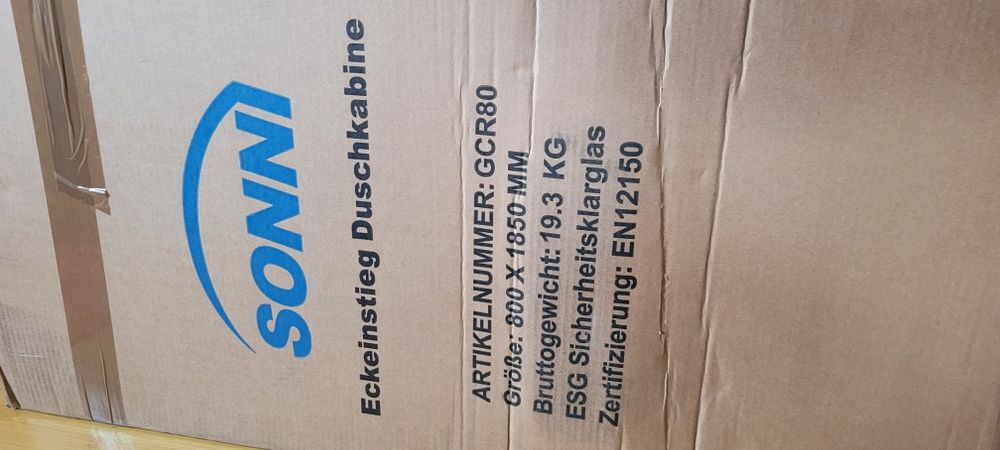 SONNI
Eckeinstieg Duschkabine
ARTIKELNUMMER: GCR80
Größe: 800 X 1850 MM
Bruttogewicht: 19.3 KG
ESG Sicherheitsklarglas
Zertifizierung: EN12150